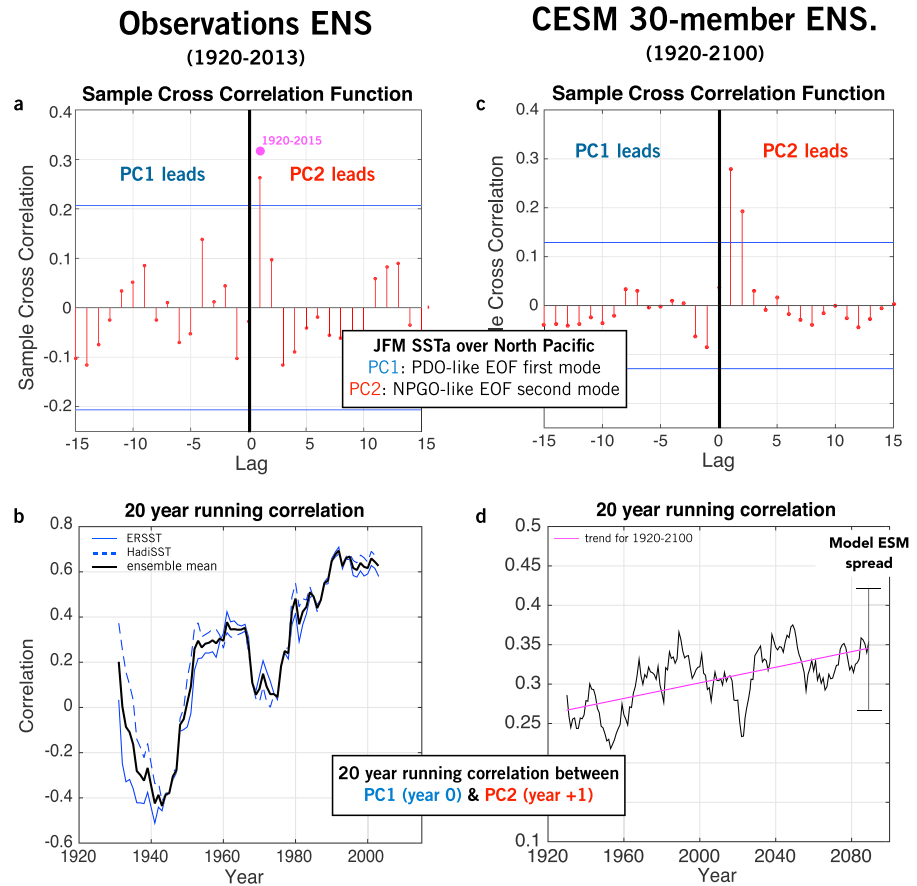 Observations ENS
(1920-2013)
CESM 30-member ENS.
(1920-2100)
a
Sample Cross Correlation Function
0.4
0.3
0.2
0.1
0
-0.1
-0.2
Sample Cross Correlation
1920-2015
PC1 leads
PC2 leads
-15
-10
-5
0
5
10
15
Lag
c
Sample Cross Correlation Function
0.4
0.3
0.2
0.1
0
Cross Correlation
PC1 leads
PC2 leads
-15
-10
-5
0
5
10
15
Lag
JFM SSTa over North Pacific
PC1: PDO-like EOF first mode
PC2: NPGO-like EOF second mode
b
20 year running correlation
0.8
0.6
0.4
0.2
0
-0.2
-0.4
-0.6
Correlation
ERSST
HadiSST
ensemble mean
1920
1940
1960
1980
2000
Year
d
20 year running correlation
0.5
0.45
0.4
0.35
0.3
0.25
0.1
trend for 1920-2100
Model ESM
spread
1920
1960
2000
2040
2080
Year
20 year running correlation between
PC1 (year 0) & PC2 (year +1)